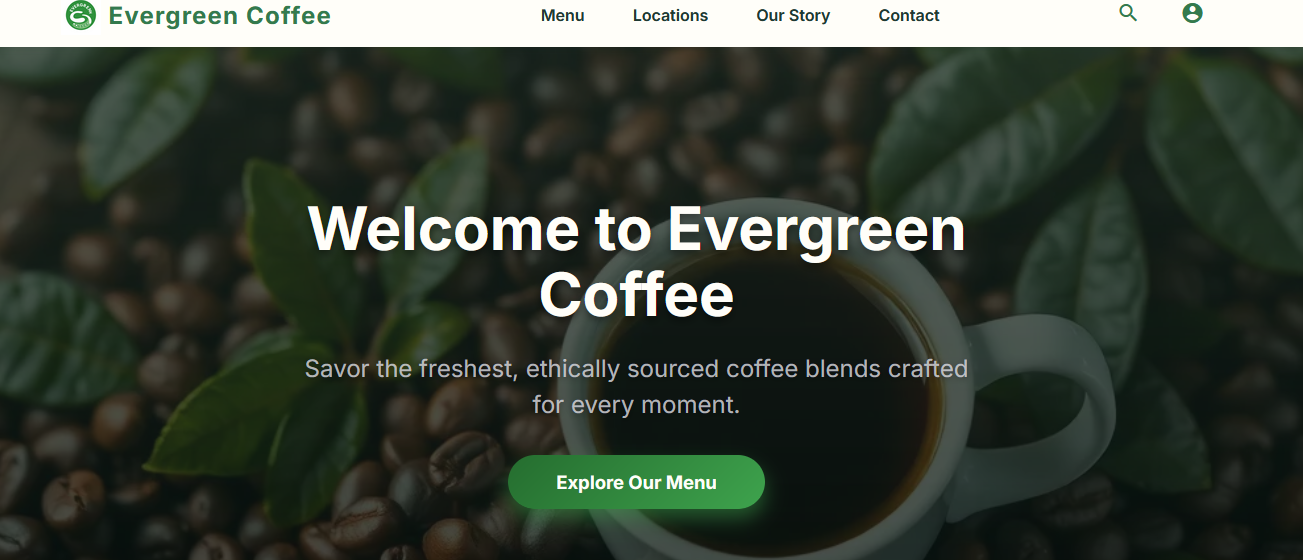 EVERGREEN
Evergreen Coffee
Menu
Locations
Our Story
Contact
Welcome to Evergreen
Coffee
Savor the freshest, ethically sourced coffee blends crafted
for every moment.
Explore Our Menu